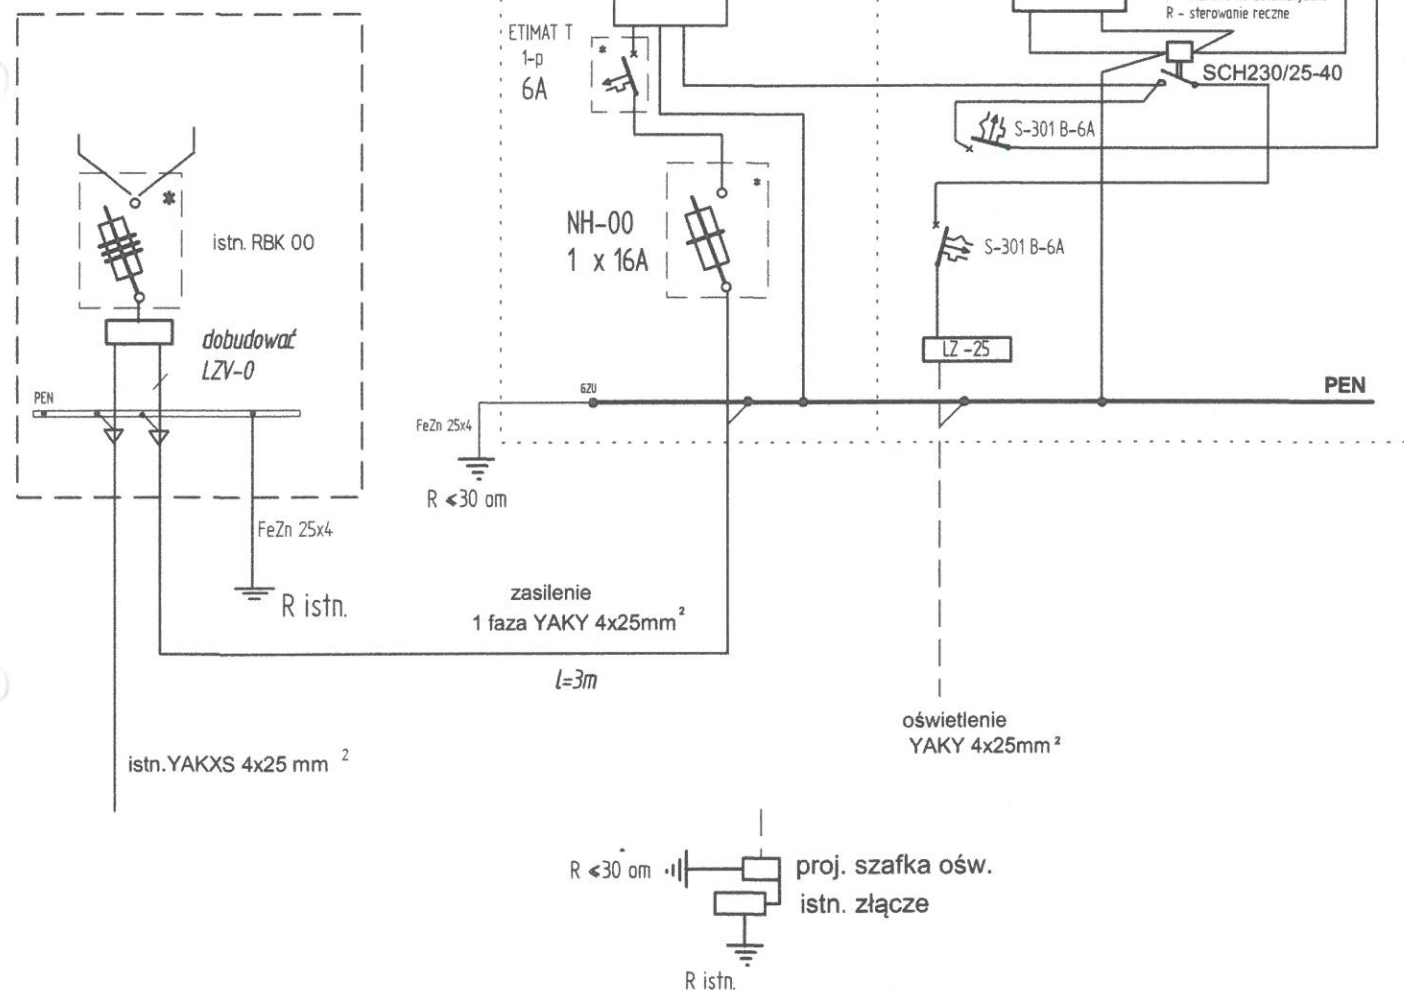 R - sterowanie reczne
ETIMAT T
1-p
6A
*
SCH230/25-40
S-301 B-6A
*
istn. RBK 00
NH-00
1 x 16A
*
S-301 B-6A
dobudować
LZV-0
LZ -25
PEN
GZU
PEN
FeZn 25x4
R ≤30 om
FeZn 25x4
R istn.
zasilenie
1 faza YAKY 4x25mm²
l=3m
oświetlenie
YAKY 4x25mm²
istn.YAKXS 4x25 mm ²
R ≤30 om
proj. szafka ośw.
istn. złącze
R istn.